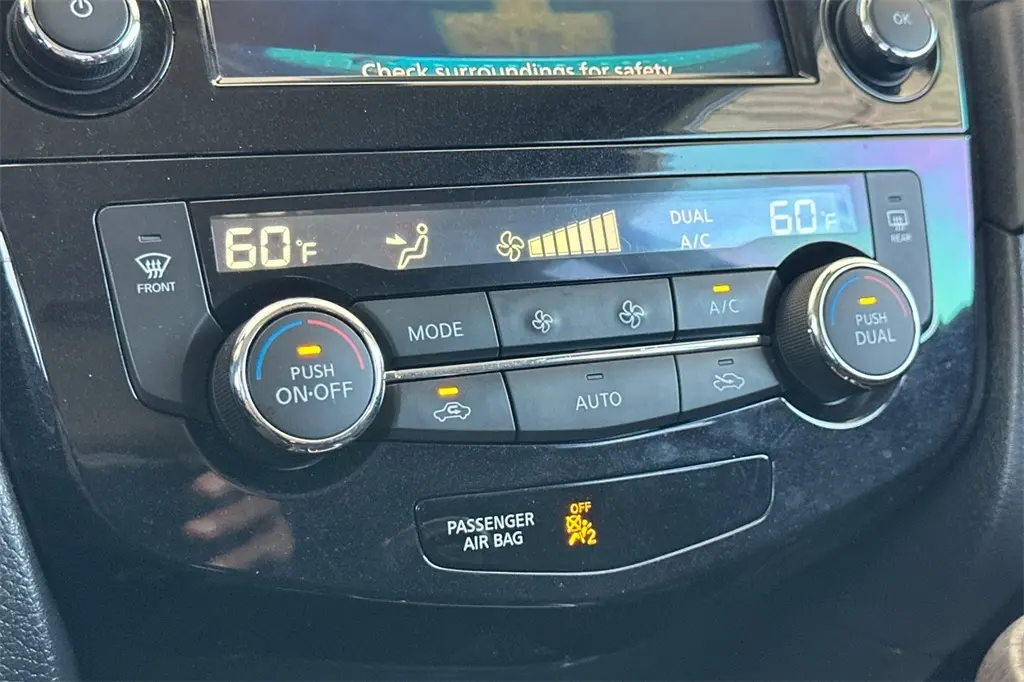 OK
Check surroundings for safety
60°F
DUAL
A/C
60°F
FRONT
REAR
MODE
A/C
PUSH
ON•OFF
PUSH
DUAL
AUTO
PASSENGER
AIR BAG
OFF
2